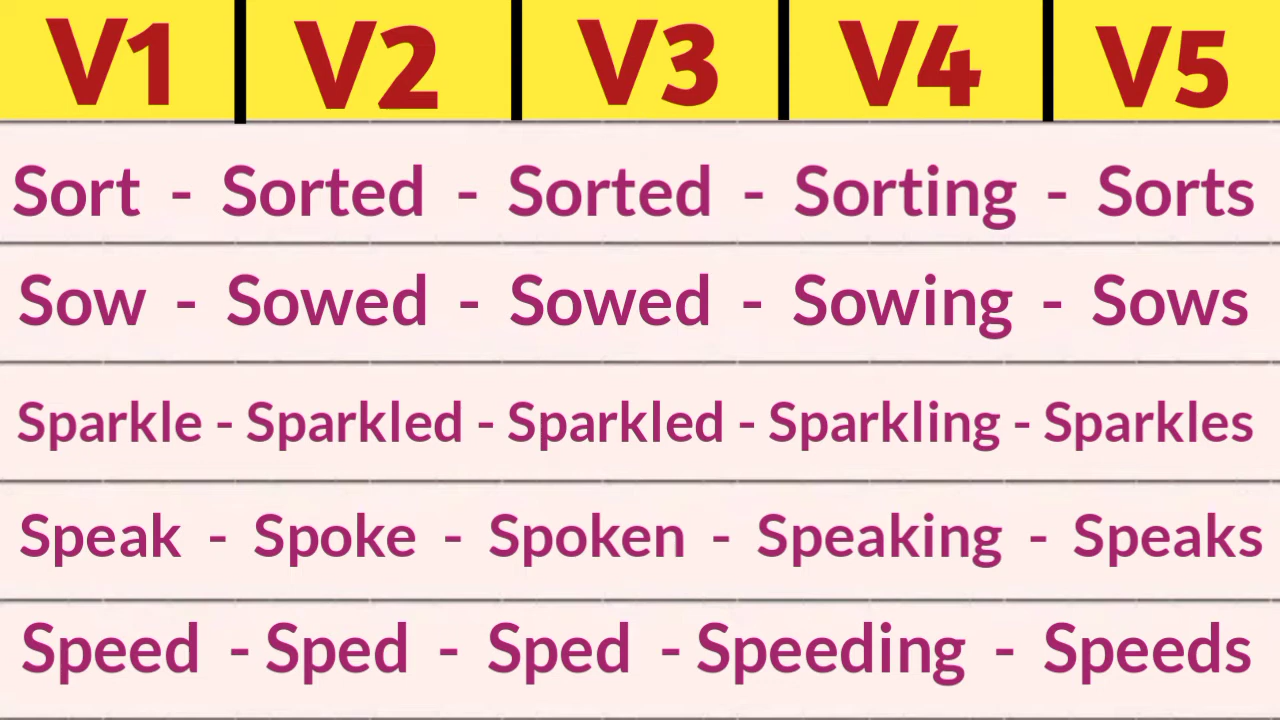 V1 V2 V3 V4 V5
Sort - Sorted - Sorted - Sorting - Sorts
Sow - Sowed - Sowed - Sowing - Sows
Sparkle - Sparkled - Sparkled - Sparkling - Sparkles
Speak - Spoke - Spoken - Speaking - Speaks
Speed - Sped - Sped - Speeding - Speeds